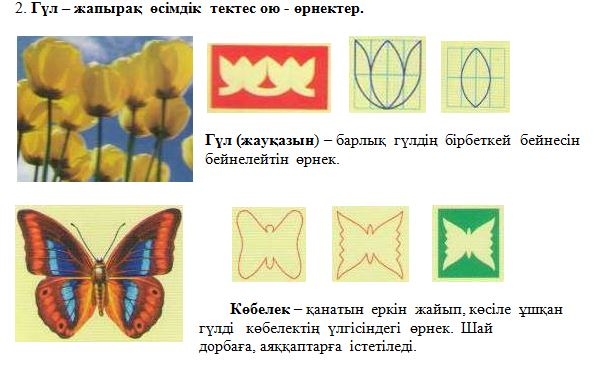 2. Гүл – жапырақ өсімдік тектес ою - өрнектер.
Гүл (жауқазын) – барлық гүлдің бірбеткей бейнесін
бейнелейтін өрнек.
Көбелек – қанатын еркін жайып, көсіле ұшқан
гүлді көбелектің үлгісіндегі өрнек. Шай
дорбаға, аяққаптарға істетіледі.